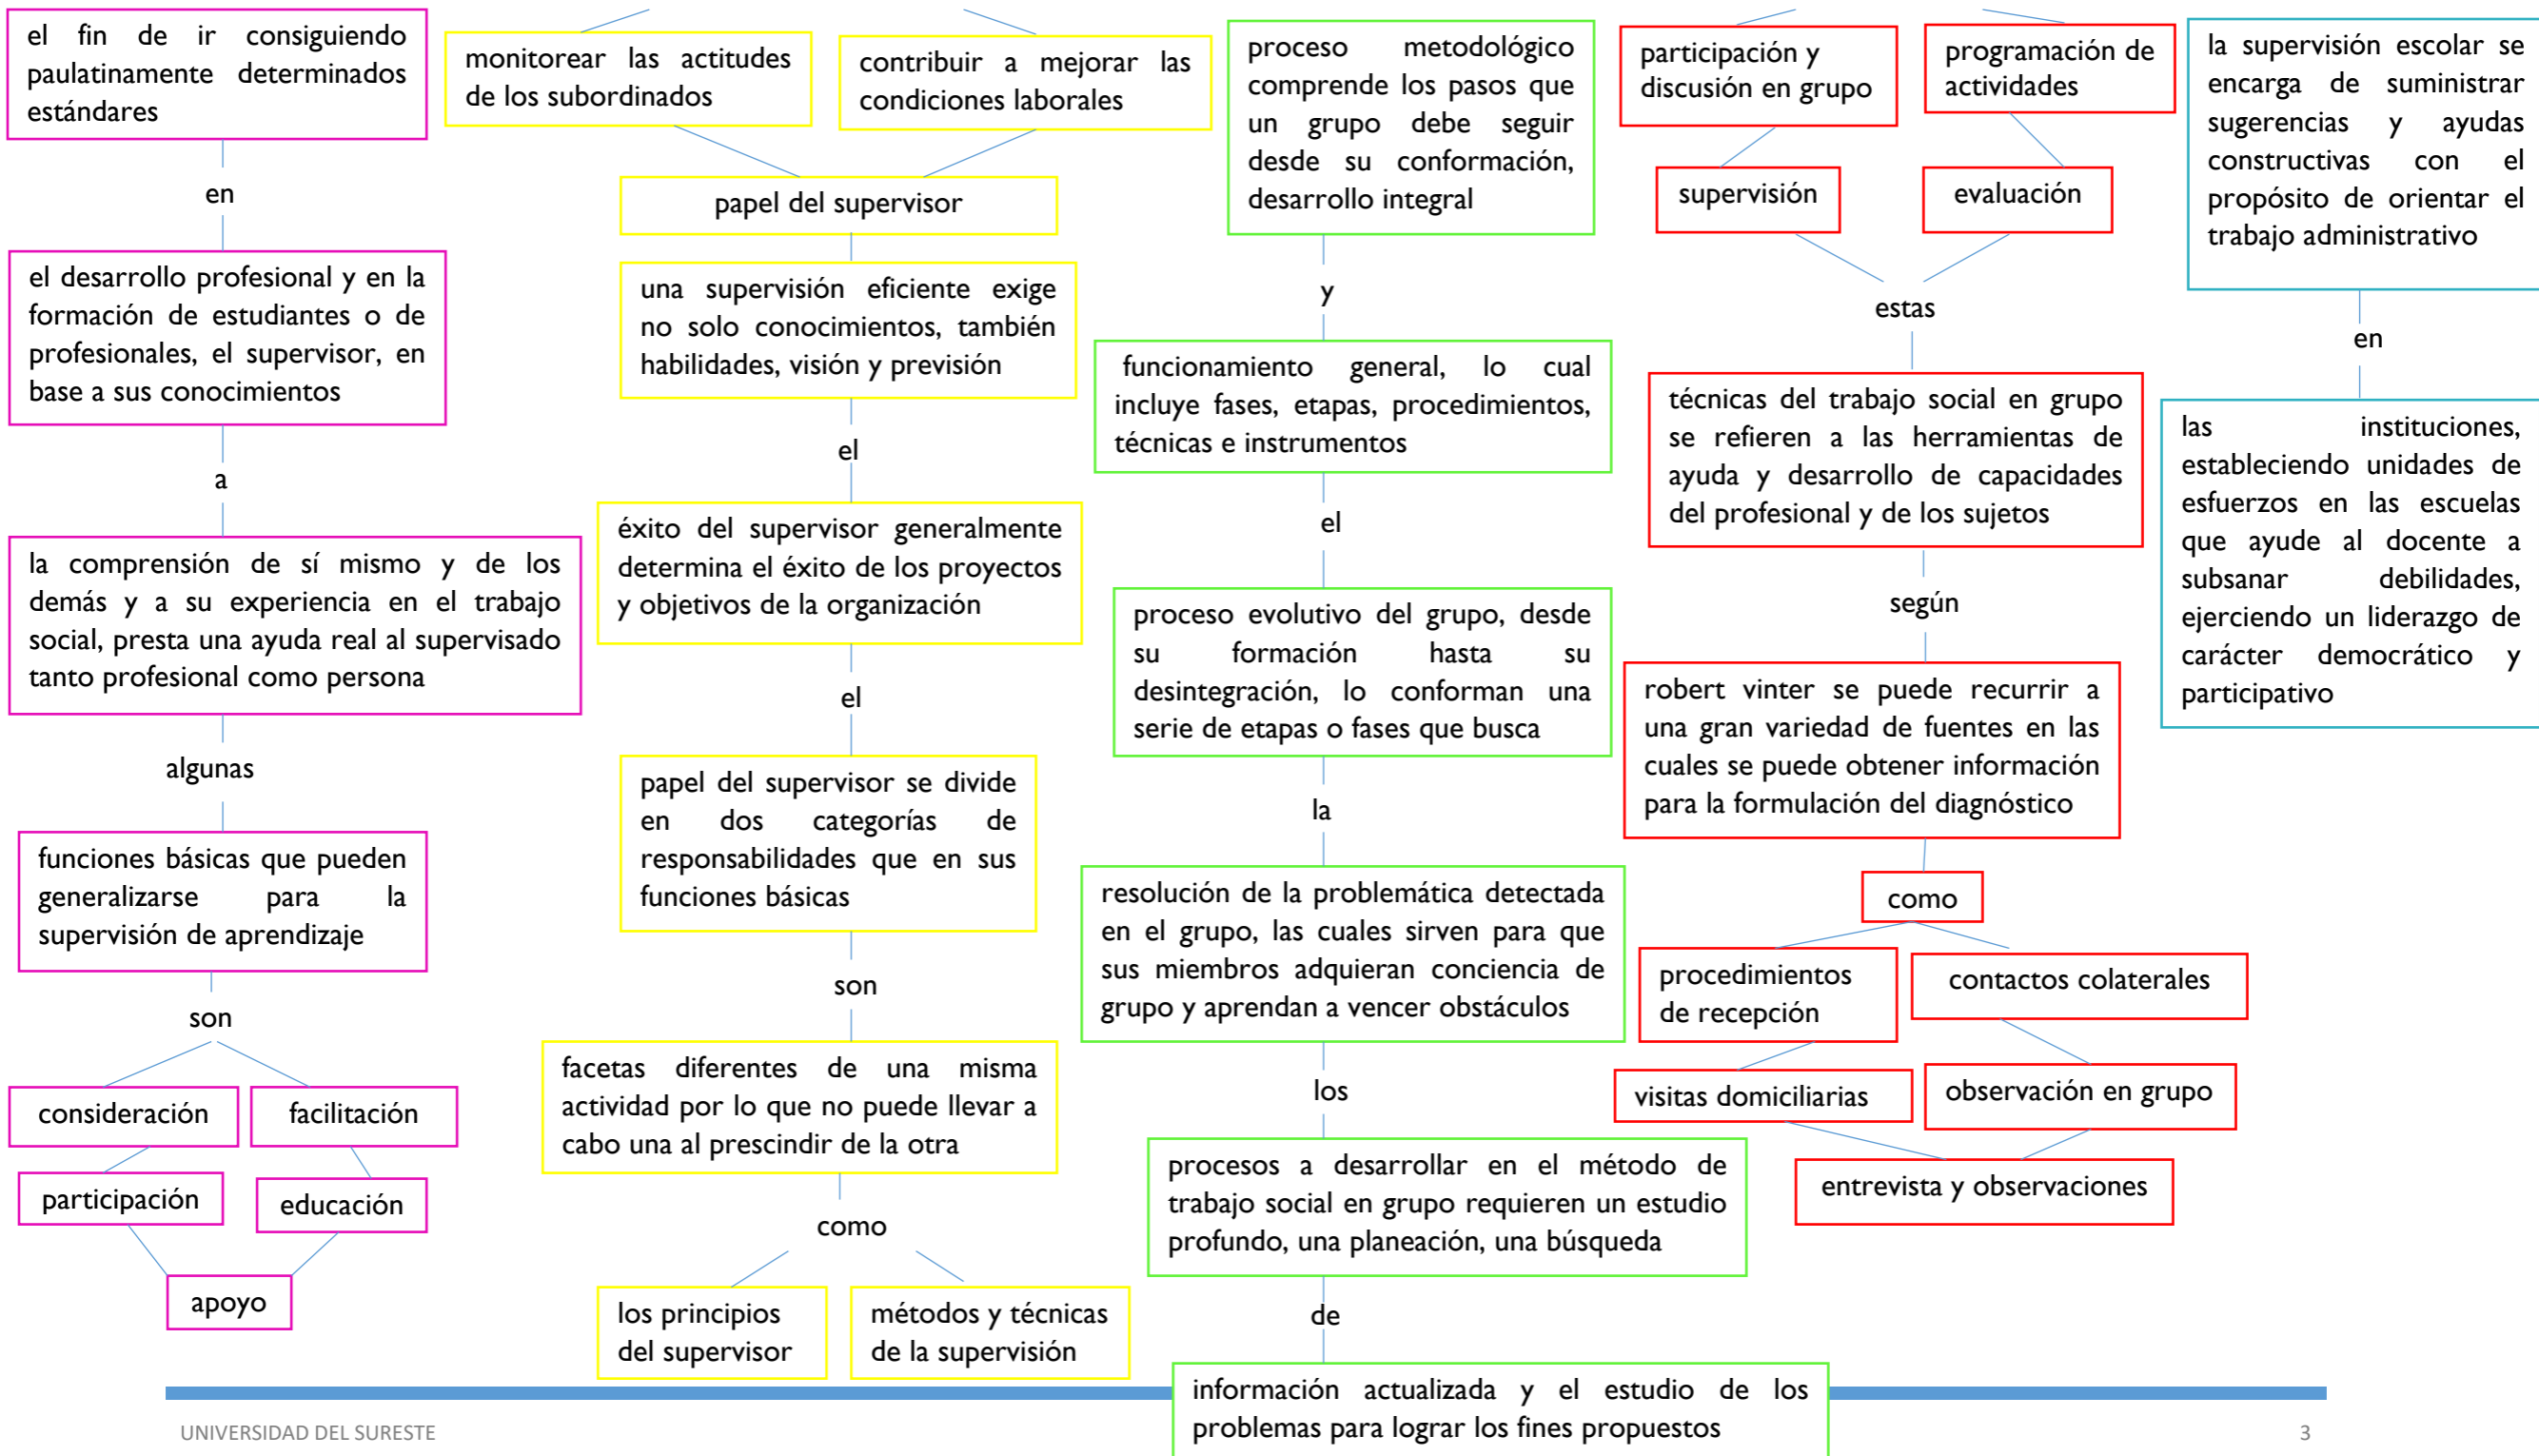 el fin de ir consiguiendo
paulatinamente determinados
estándares
en
el desarrollo profesional y en la
formación de estudiantes o de
profesionales, el supervisor, en
base a sus conocimientos
a
la comprensión de sí mismo y de los
demás y a su experiencia en el trabajo
social, presta una ayuda real al supervisado
tanto profesional como persona
algunas
funciones básicas que pueden
generalizarse para la
supervisión de aprendizaje
son
consideración
facilitación
participación
educación
apoyo
monitorear las actitudes
de los subordinados
contribuir a mejorar las
condiciones laborales
papel del supervisor
una supervisión eficiente exige
no solo conocimientos, también
habilidades, visión y previsión
el
éxito del supervisor generalmente
determina el éxito de los proyectos
y objetivos de la organización
el
papel del supervisor se divide
en dos categorías de
responsabilidades que en sus
funciones básicas
son
facetas diferentes de una misma
actividad por lo que no puede llevar a
cabo una al prescindir de la otra
como
los principios
del supervisor
métodos y técnicas
de la supervisión
proceso metodológico
comprende los pasos que
un grupo debe seguir
desde su conformación,
desarrollo integral
y
funcionamiento general, lo cual
incluye fases, etapas, procedimientos,
técnicas e instrumentos
el
proceso evolutivo del grupo, desde
su formación hasta su
desintegración, lo conforman una
serie de etapas o fases que busca
la
resolución de la problemática detectada
en el grupo, las cuales sirven para que
sus miembros adquieran conciencia de
grupo y aprendan a vencer obstáculos
los
procesos a desarrollar en el método de
trabajo social en grupo requieren un estudio
profundo, una planeación, una búsqueda
de
información actualizada y el estudio de los
problemas para lograr los fines propuestos
participación y
discusión en grupo
programación de
actividades
supervisión
evaluación
estas
técnicas del trabajo social en grupo
se refieren a las herramientas de
ayuda y desarrollo de capacidades
del profesional y de los sujetos
según
robert vinter se puede recurrir a
una gran variedad de fuentes en las
cuales se puede obtener información
para la formulación del diagnóstico
como
procedimientos
de recepción
contactos colaterales
visitas domiciliarias
observación en grupo
entrevista y observaciones
la supervisión escolar se
encarga de suministrar
sugerencias y ayudas
constructivas con el
propósito de orientar el
trabajo administrativo
en
las instituciones,
estableciendo unidades de
esfuerzos en las escuelas
que ayude al docente a
subsanar debilidades,
ejerciendo un liderazgo de
carácter democrático y
participativo
UNIVERSIDAD DEL SURESTE
3